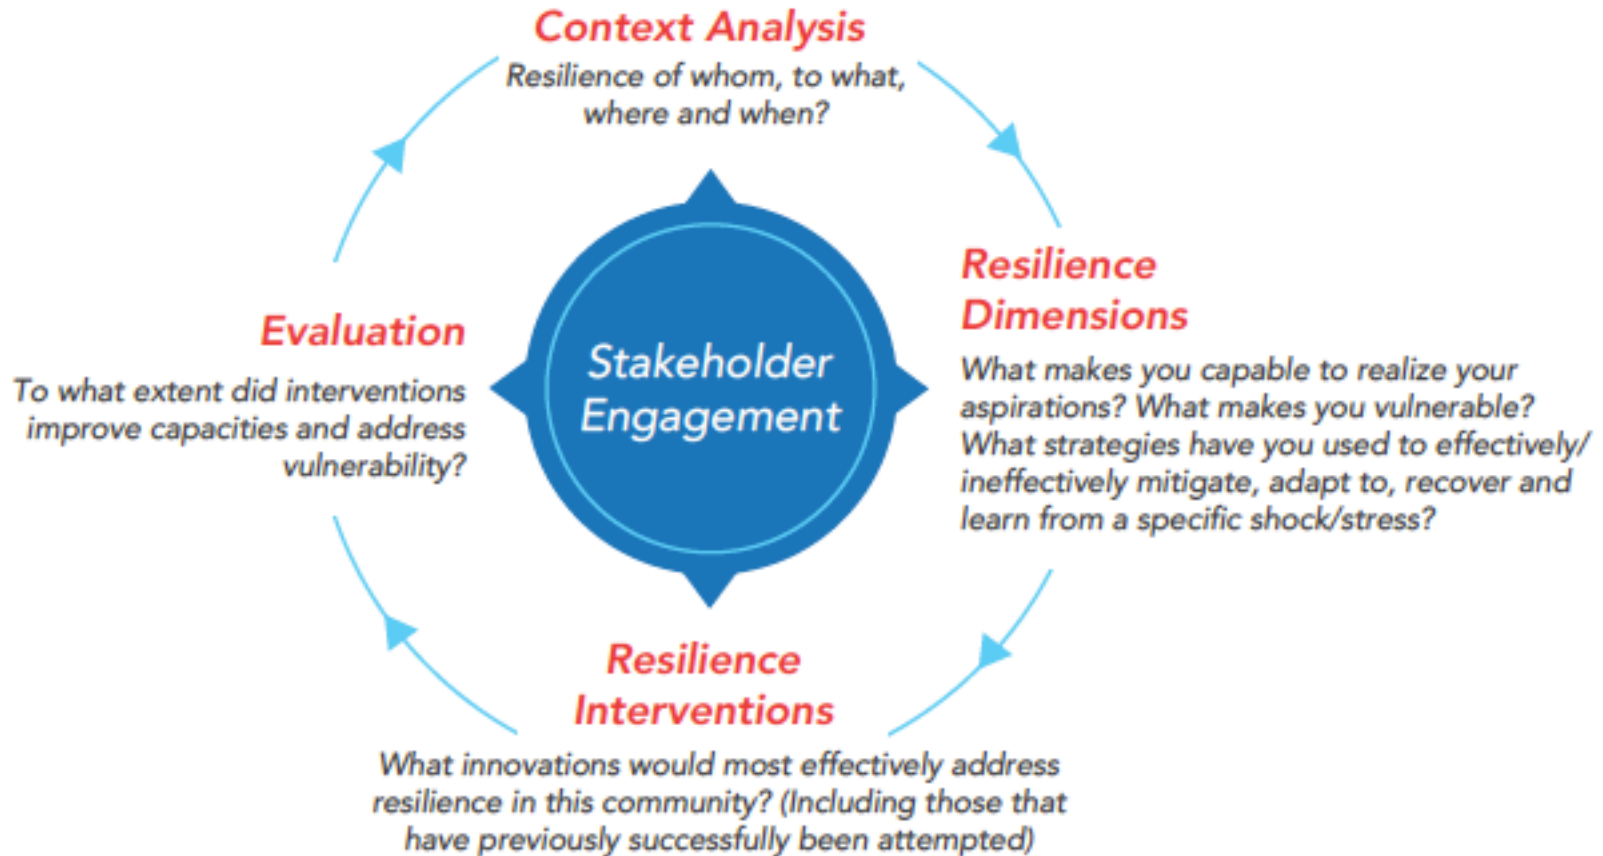 Context Analysis
Resilience of whom, to what,
where and when?
Resilience
Dimensions
What makes you capable to realize your
aspirations? What makes you vulnerable?
What strategies have you used to effectively/
ineffectively mitigate, adapt to, recover and
learn from a specific shock/stress?
Resilience
Interventions
What innovations would most effectively address
resilience in this community? (Including those that
have previously successfully been attempted)
Evaluation
To what extent did interventions
improve capacities and address
vulnerability?
Stakeholder
Engagement